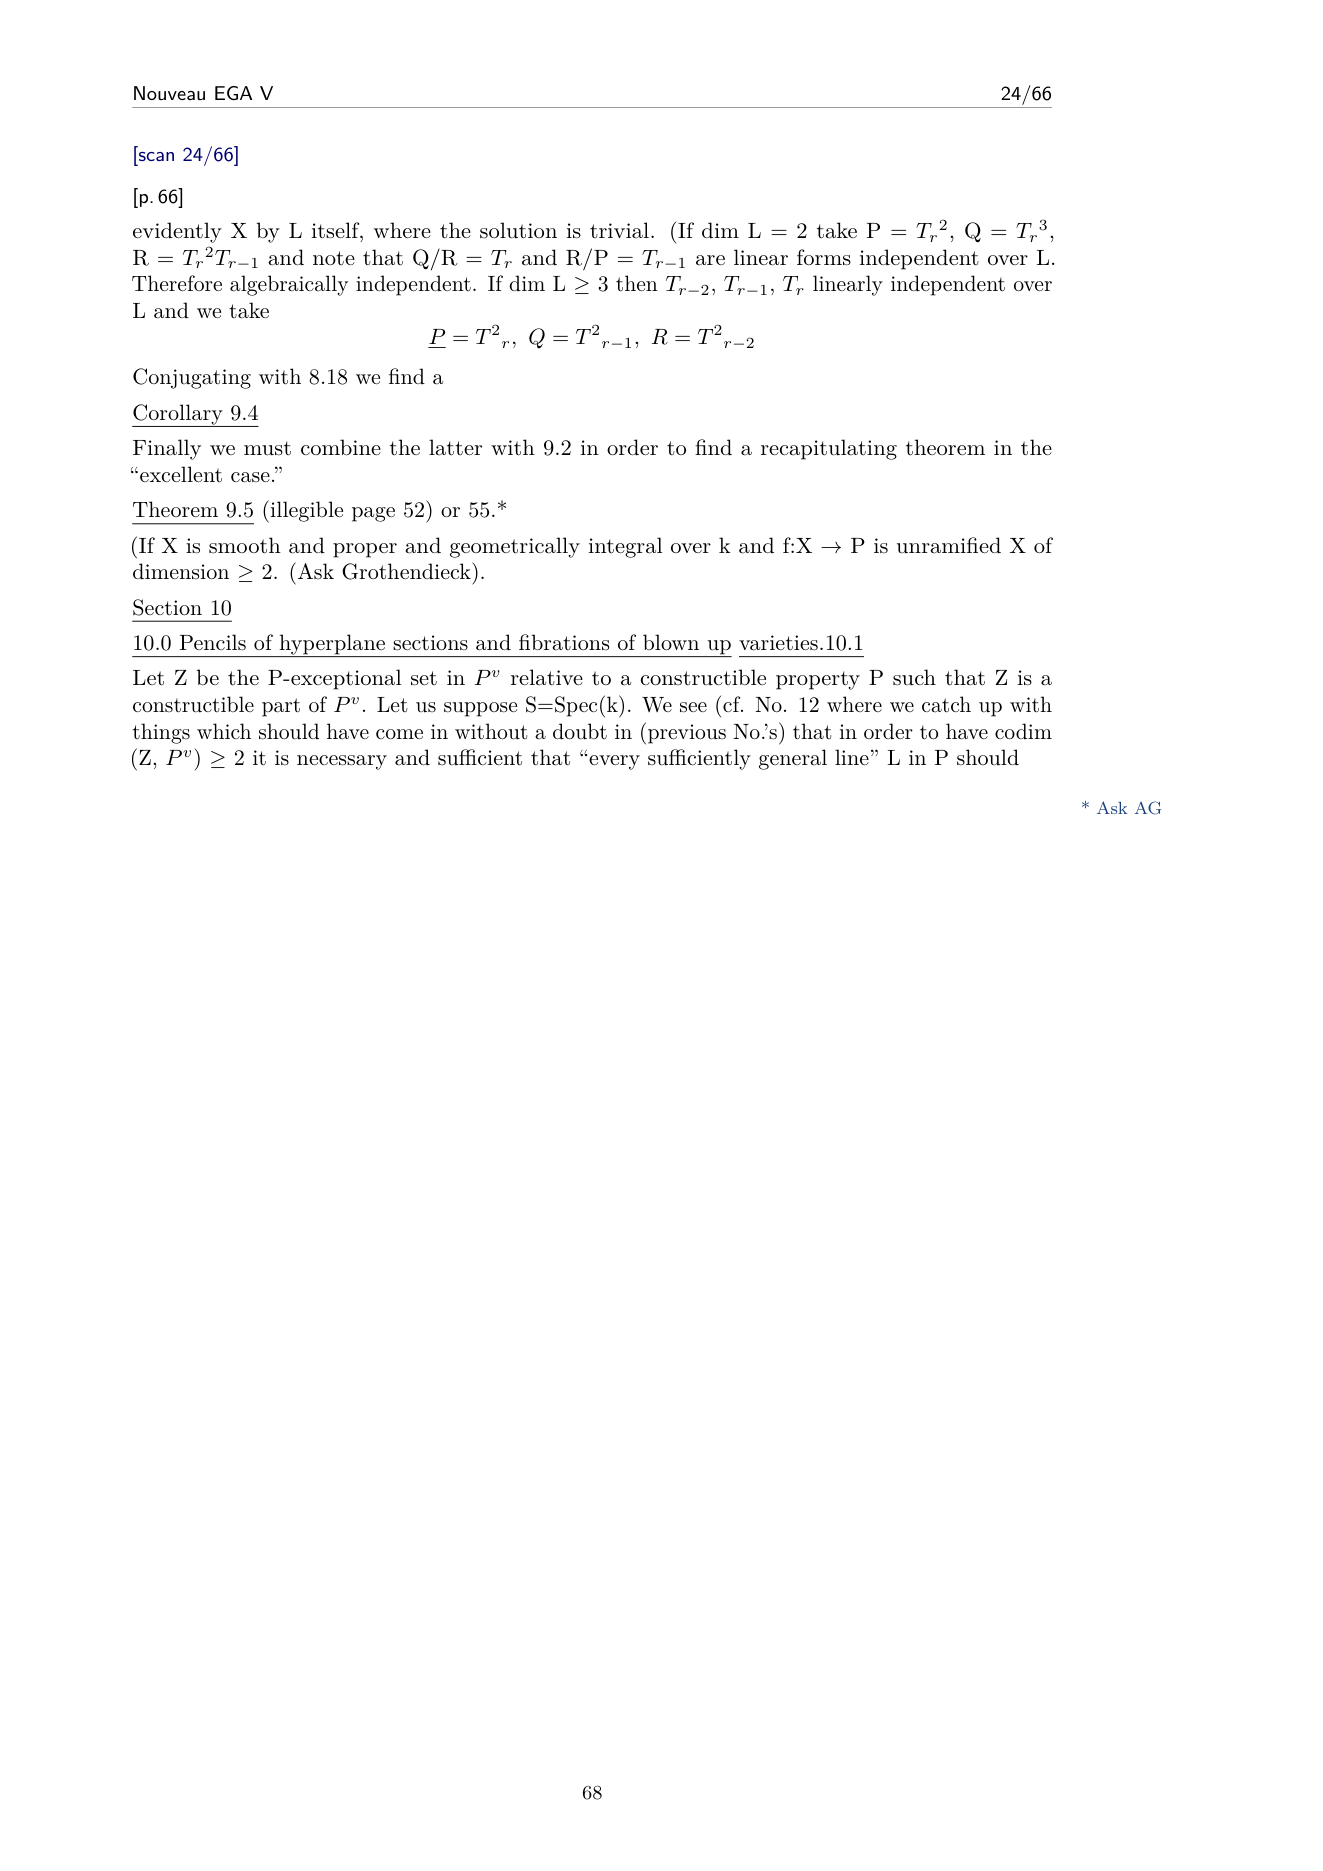 Nouveau EGA V 24/66
[scan 24/66]
[p. 66]
evidently X by L itself, where the solution is trivial. (If dim L = 2 take P = $T_r{}^2$, Q = $T_r{}^3$,
R = $T_r{}^2T_{r-1}$ and note that Q/R = $T_r$ and R/P = $T_{r-1}$ are linear forms independent over L.
Therefore algebraically independent. If dim L ≥ 3 then $T_{r-2}$, $T_{r-1}$, $T_r$ linearly independent over
L and we take
$\underline{P} = T^2{}_r,\ Q = T^2{}_{r-1},\ R = T^2{}_{r-2}$
Conjugating with 8.18 we find a
Corollary 9.4
Finally we must combine the latter with 9.2 in order to find a recapitulating theorem in the
“excellent case.”
Theorem 9.5 (illegible page 52) or 55.*
(If X is smooth and proper and geometrically integral over k and f:X → P is unramified X of
dimension ≥ 2. (Ask Grothendieck).
Section 10
10.0 Pencils of hyperplane sections and fibrations of blown up varieties.10.1
Let Z be the P-exceptional set in $P^v$ relative to a constructible property P such that Z is a
constructible part of $P^v$. Let us suppose S=Spec(k). We see (cf. No. 12 where we catch up with
things which should have come in without a doubt in (previous No.'s) that in order to have codim
(Z, $P^v$) ≥ 2 it is necessary and sufficient that “every sufficiently general line” L in P should
* Ask AG
68